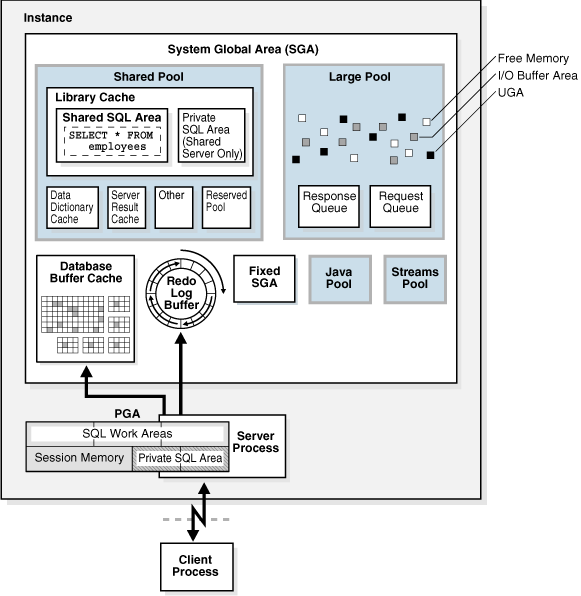 Instance
System Global Area (SGA)
Shared Pool
Library Cache
Shared SQL Area
SELECT * FROM
employees
Private
SQL Area
(Shared
Server Only)
Data
Dictionary
Cache
Server
Result
Cache
Other
Reserved
Pool
Large Pool
Response
Queue
Request
Queue
Free Memory
I/O Buffer Area
UGA
Database
Buffer Cache
Redo
Log
Buffer
Fixed
SGA
Java
Pool
Streams
Pool
PGA
SQL Work Areas
Session Memory
Private SQL Area
Server
Process
Client
Process